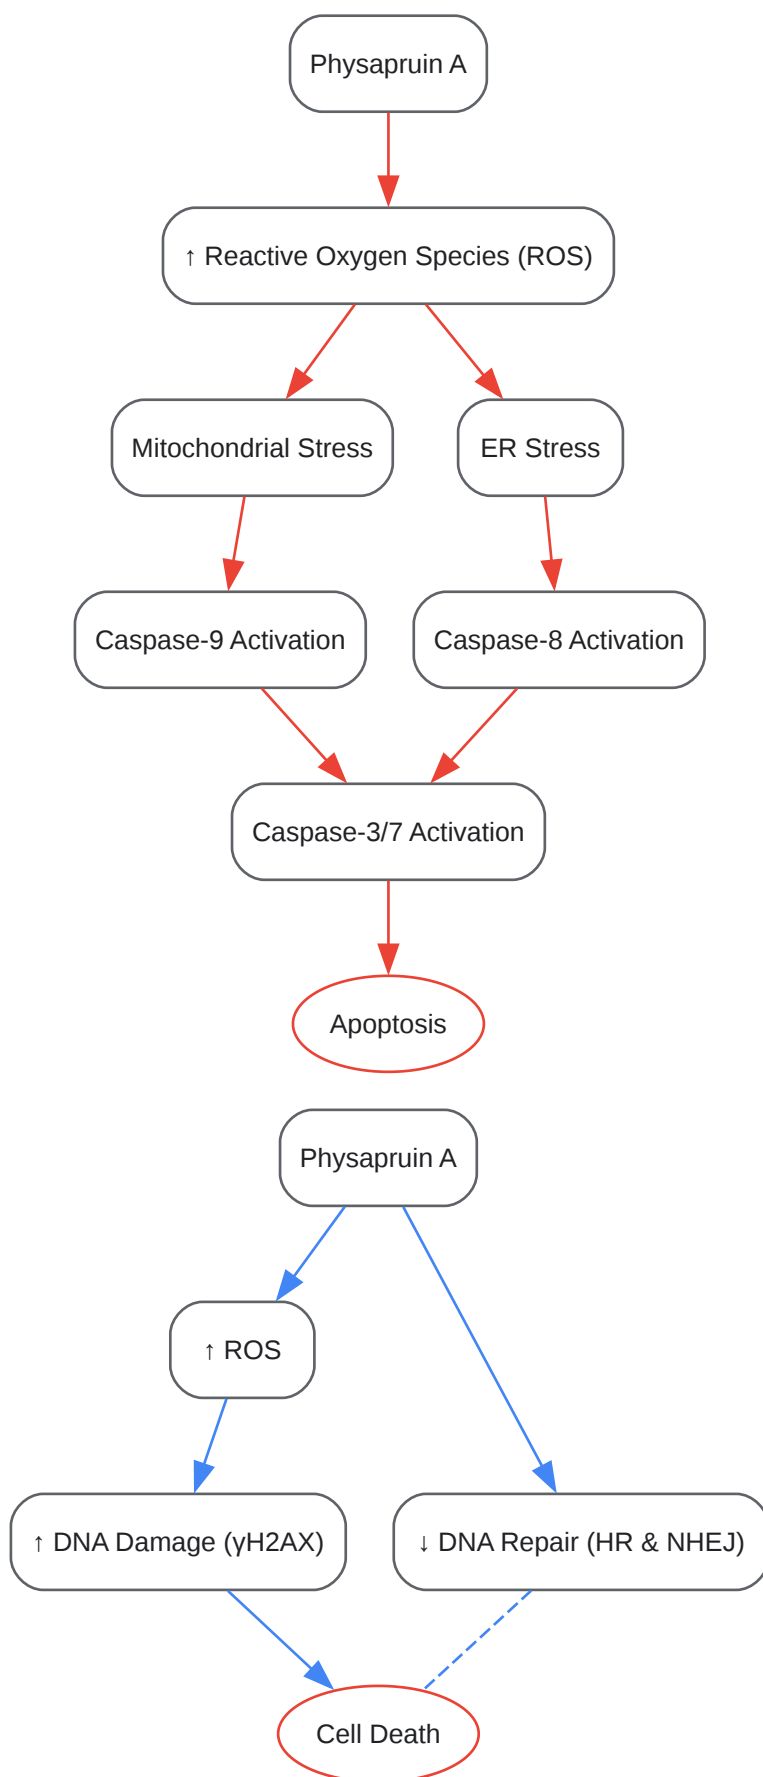 Physapruin A
↑ Reactive Oxygen Species (ROS)
Mitochondrial Stress
ER Stress
Caspase-9 Activation
Caspase-8 Activation
Caspase-3/7 Activation
Apoptosis
Physapruin A
↑ ROS
↑ DNA Damage (γH2AX)
↓ DNA Repair (HR & NHEJ)
Cell Death